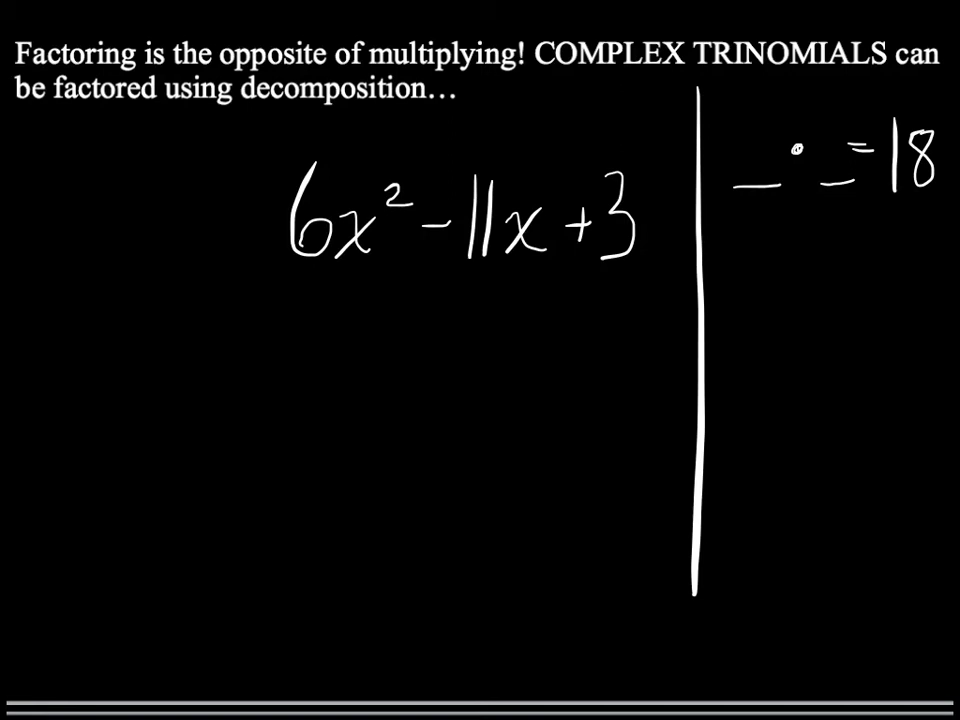 Factoring is the opposite of multiplying! COMPLEX TRINOMIALS can
be factored using decomposition…
6x² - 11x + 3
_ · _ = 18